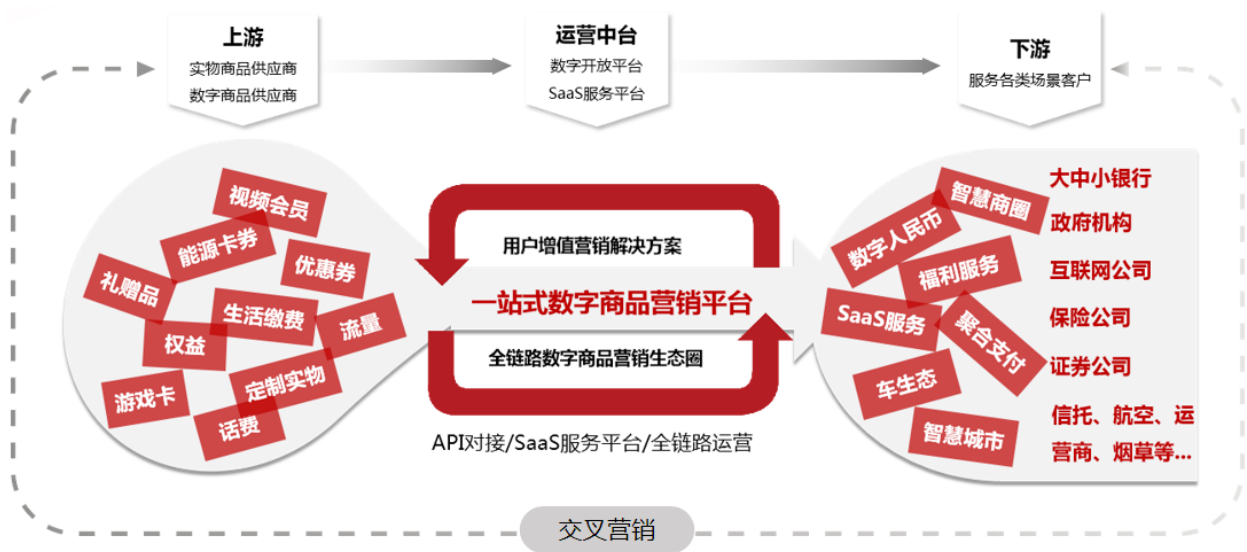 上游
实物商品供应商
数字商品供应商
运营中台
数字开放平台
SaaS服务平台
下游
服务各类场景客户
视频会员
能源卡券
优惠券
礼赠品
生活缴费
流量
权益
定制实物
游戏卡
话费
用户增值营销解决方案
一站式数字商品营销平台
全链路数字商品营销生态圈
API对接/SaaS服务平台/全链路运营
智慧商圈
数字人民币
福利服务
SaaS服务
聚合支付
车生态
智慧城市
大中小银行
政府机构
互联网公司
保险公司
证券公司
信托、航空、运
营商、烟草等...
交叉营销